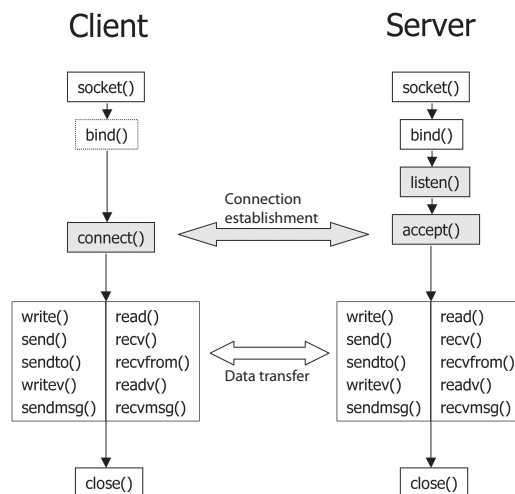 Client
Server
socket()
socket()
bind()
bind()
listen()
Connection
establishment
connect()
accept()
write()
read()
send()
recv()
sendto()
recvfrom()
writev()
readv()
sendmsg()
recvmsg()
Data transfer
write()
read()
send()
recv()
sendto()
recvfrom()
writev()
readv()
sendmsg()
recvmsg()
close()
close()